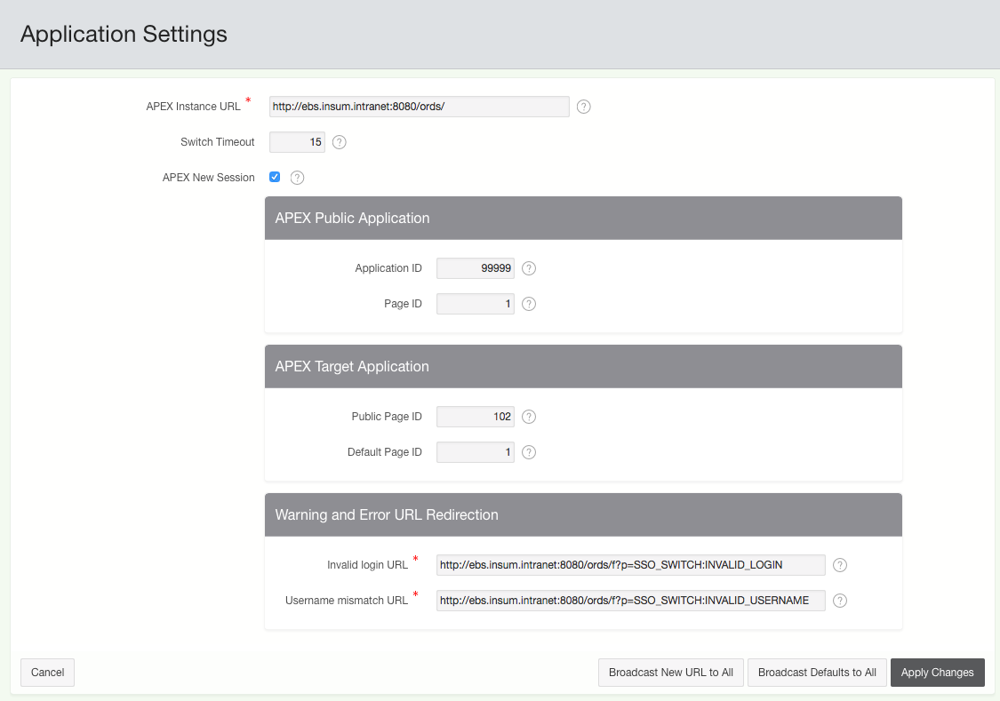 Application Settings
APEX Instance URL * http://ebs.insum.intranet:8080/ords/ ?
Switch Timeout 15 ?
APEX New Session ?
APEX Public Application
Application ID 99999 ?
Page ID 1 ?
APEX Target Application
Public Page ID 102 ?
Default Page ID 1 ?
Warning and Error URL Redirection
Invalid login URL * http://ebs.insum.intranet:8080/ords/f?p=SSO_SWITCH:INVALID_LOGIN ?
Username mismatch URL * http://ebs.insum.intranet:8080/ords/f?p=SSO_SWITCH:INVALID_USERNAME ?
Cancel Broadcast New URL to All Broadcast Defaults to All Apply Changes